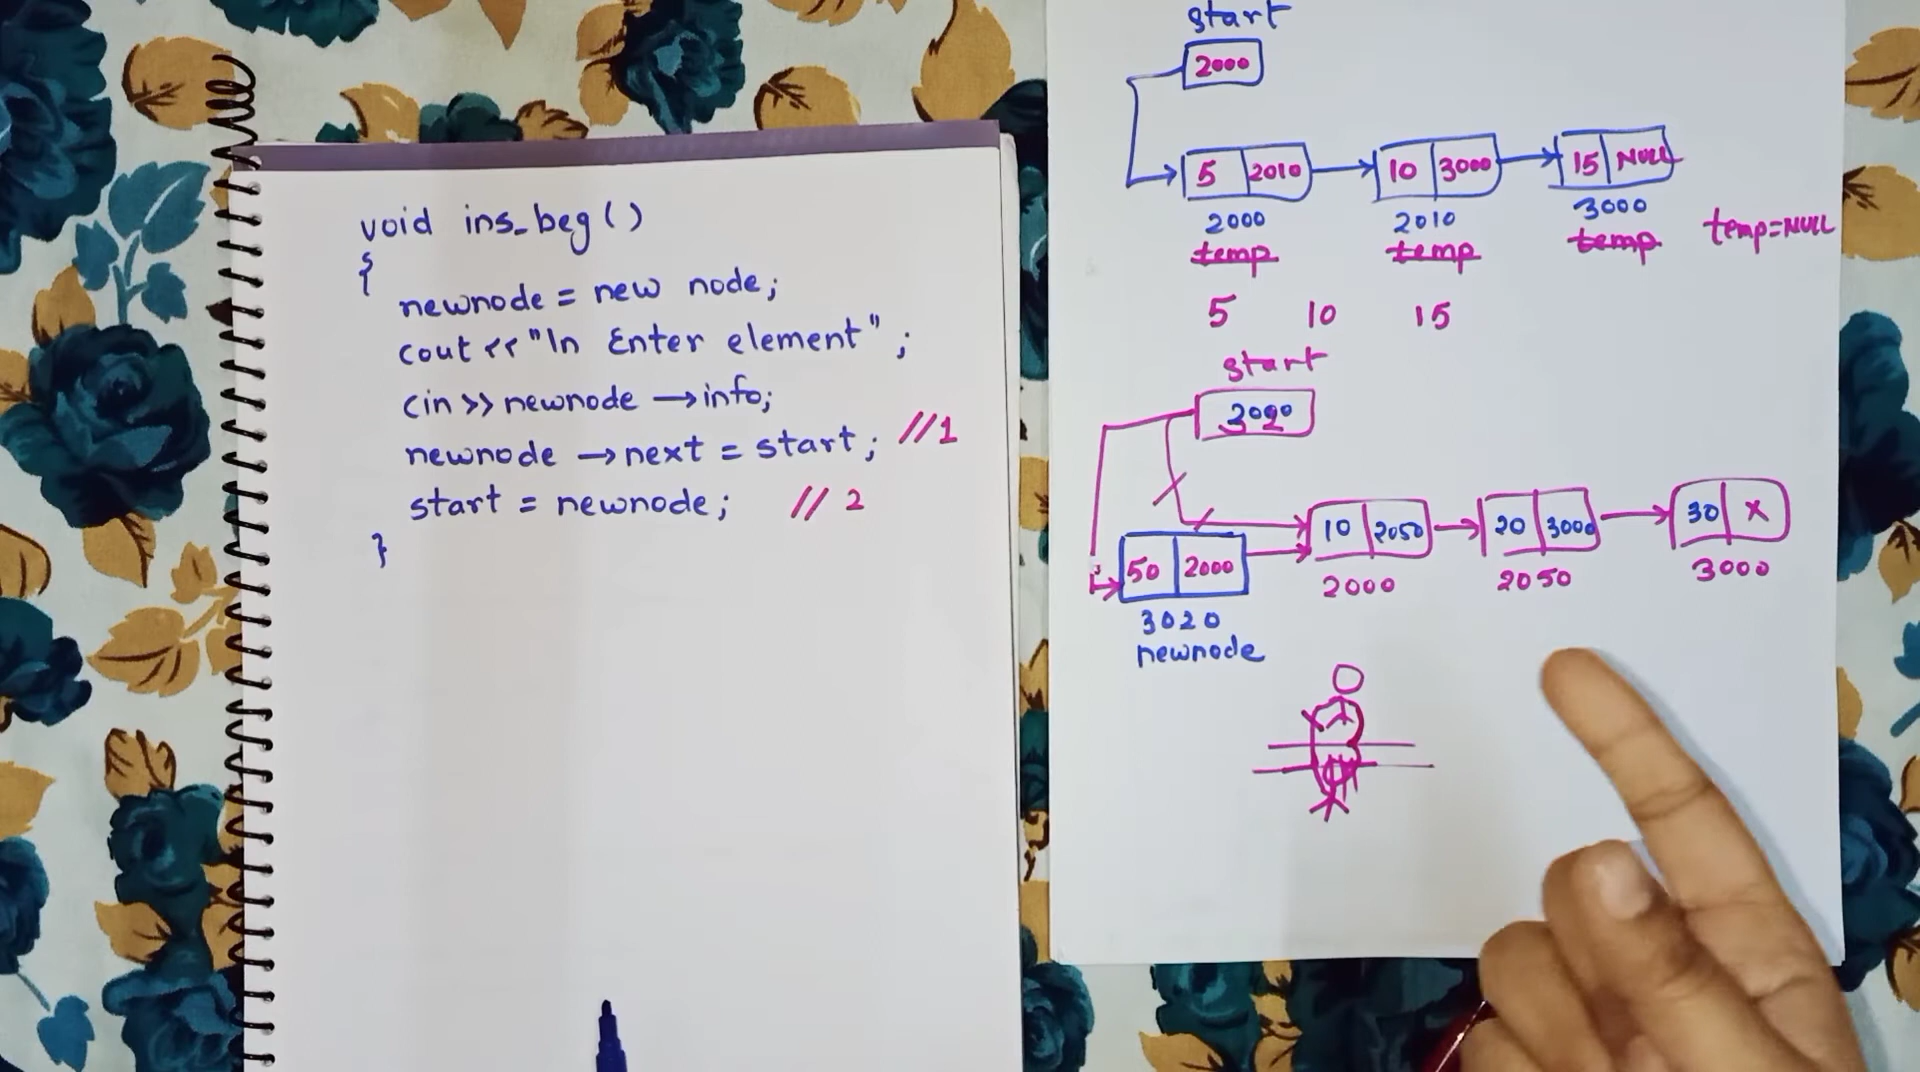 void ins_beg()
{
newnode = new node;
cout << "\n Enter element" ;
cin >> newnode →info;
newnode →next = start; //1
start = newnode; // 2
}
start
2000
5 2010 10 3000 15 NULL
2000 2010 3000
temp temp temp temp=NULL
5 10 15
start
50 2000 10 2050 20 3000 30 X
3020 2000 2050 3000
newnode